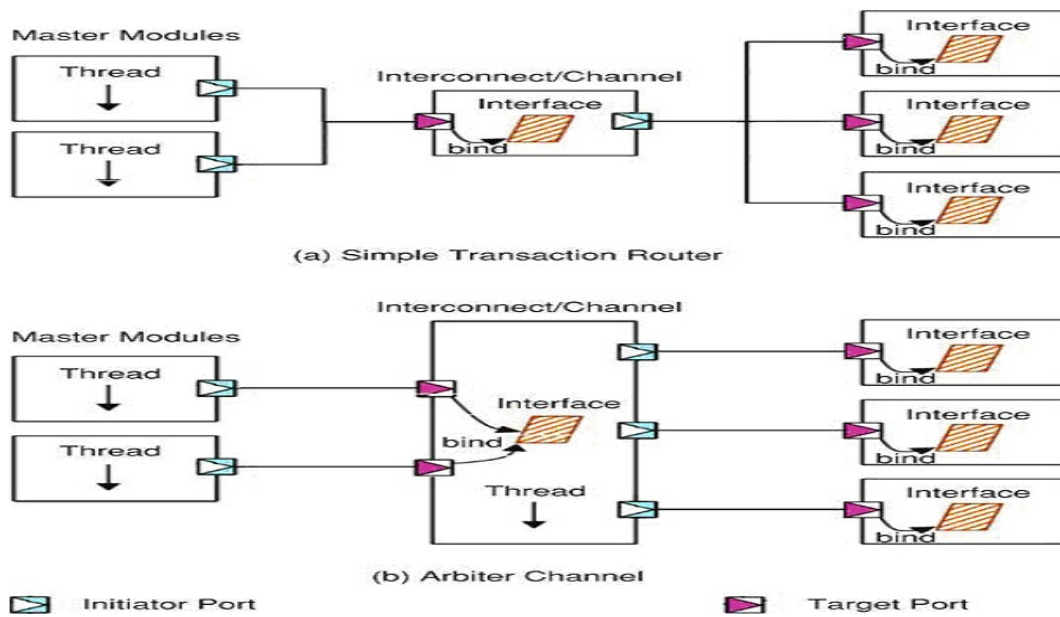 Interface
Master Modules
Thread
Interconnect/Channel
Interface
bind
bind
Interface
Thread
bind
Interface
bind
(a) Simple Transaction Router
Interconnect/Channel
Master Modules
Interface
Thread
bind
Interface
bind
Interface
Thread
bind
Thread
Interface
bind
(b) Arbiter Channel
Initiator Port
Target Port